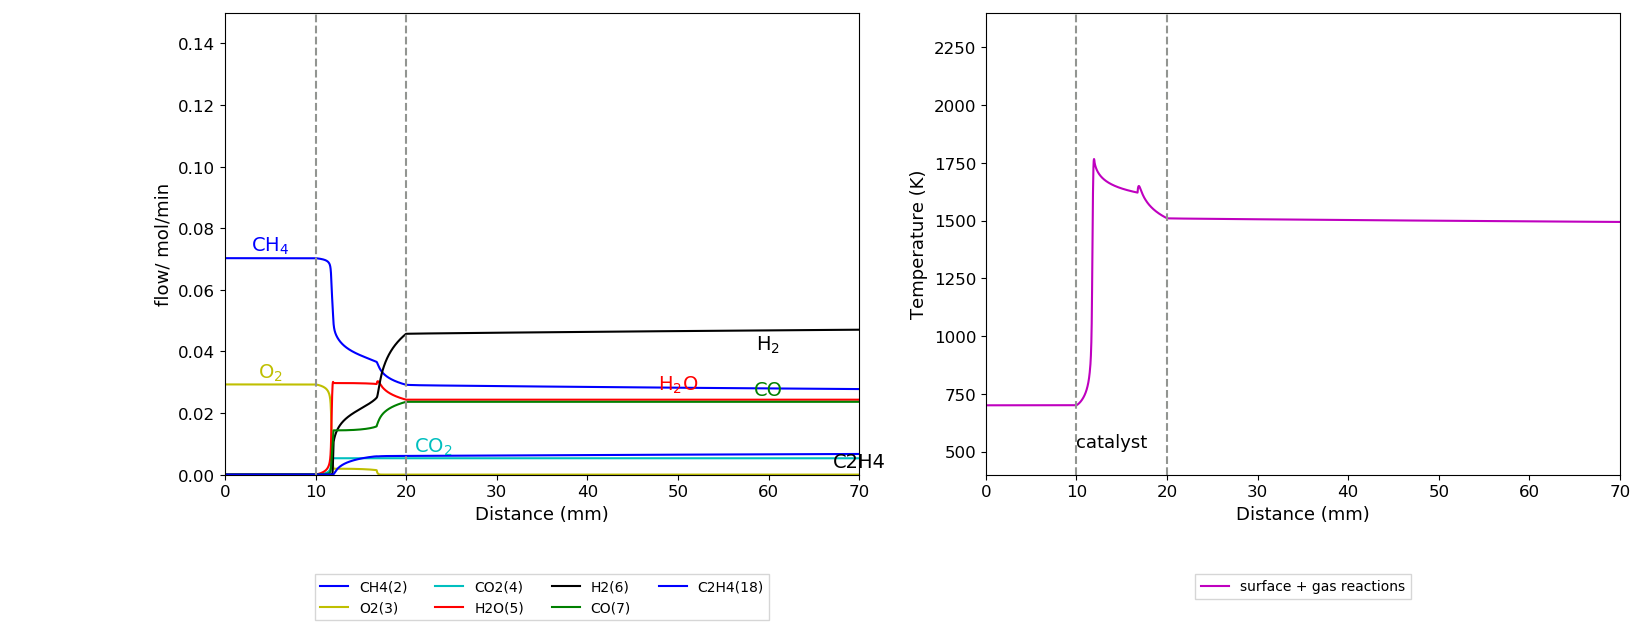 0.14
0.12
0.10
0.08
0.06
0.04
0.02
0.00
flow/ mol/min
CH₄
O₂
CO₂
H₂
H₂O
CO
C2H4
0 10 20 30 40 50 60 70
Distance (mm)
CH4(2) CO2(4) H2(6) C2H4(18)
O2(3) H2O(5) CO(7)
2250
2000
1750
1500
1250
1000
750
500
Temperature (K)
catalyst
0 10 20 30 40 50 60 70
Distance (mm)
surface + gas reactions